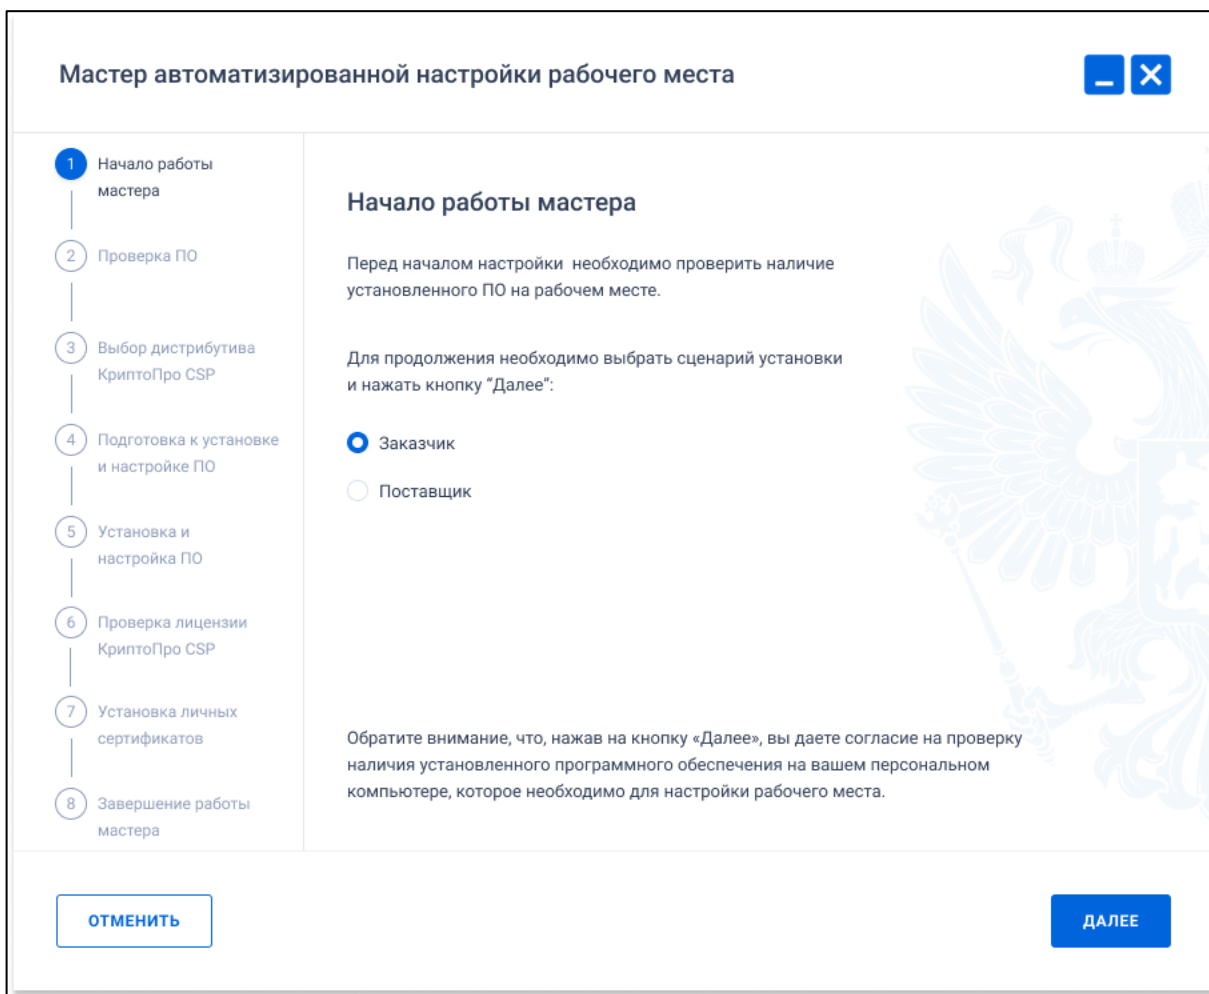 Мастер автоматизированной настройки рабочего места
1
Начало работы
мастера
2
Проверка ПО
3
Выбор дистрибутива
КриптоПро CSP
4
Подготовка к установке
и настройке ПО
5
Установка и
настройка ПО
6
Проверка лицензии
КриптоПро CSP
7
Установка личных
сертификатов
8
Завершение работы
мастера
Начало работы мастера
Перед началом настройки  необходимо проверить наличие
установленного ПО на рабочем месте.
Для продолжения необходимо выбрать сценарий установки
и нажать кнопку “Далее”:
Заказчик
Поставщик
Обратите внимание, что, нажав на кнопку «Далее», вы даете согласие на проверку
наличия установленного программного обеспечения на вашем персональном
компьютере, которое необходимо для настройки рабочего места.
ОТМЕНИТЬ
ДАЛЕЕ